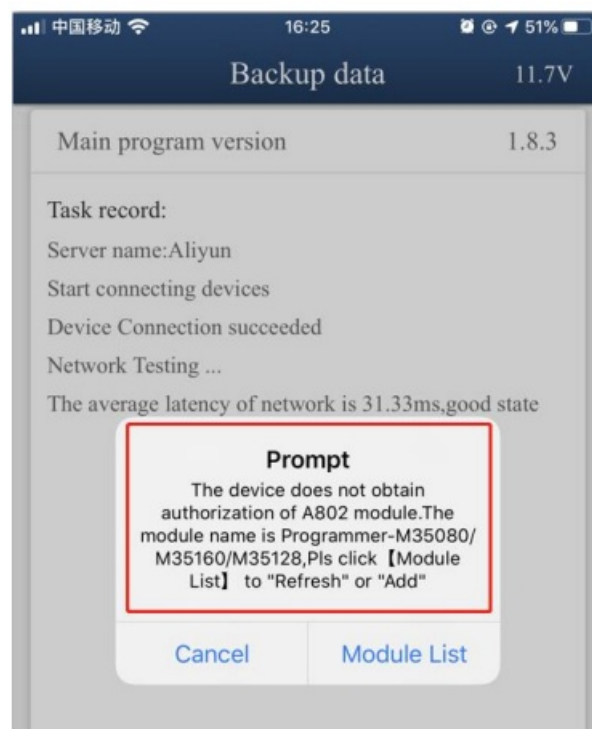 中国移动 16:25 51%
Backup data 11.7V
Main program version 1.8.3
Task record:
Server name:Aliyun
Start connecting devices
Device Connection succeeded
Network Testing ...
The average latency of network is 31.33ms,good state
Prompt
The device does not obtain
authorization of A802 module.The
module name is Programmer-M35080/
M35160/M35128,Pls click【Module
List】 to "Refresh" or "Add"
Cancel Module List